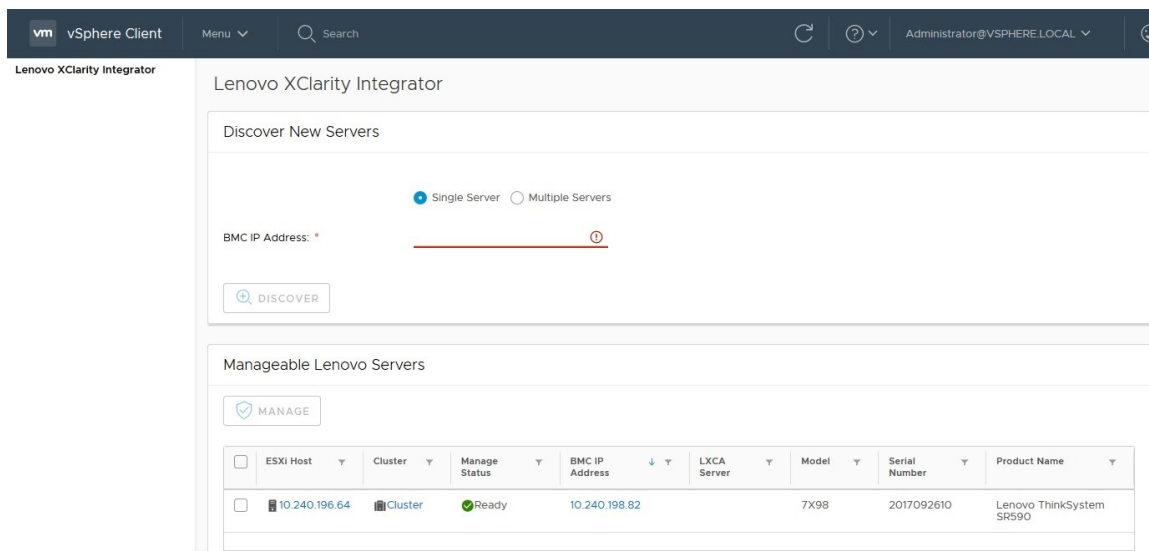 vm vSphere Client Menu Search Administrator@VSPHERE.LOCAL
Lenovo XClarity Integrator
Lenovo XClarity Integrator
Discover New Servers
Single Server Multiple Servers
BMC IP Address: *
DISCOVER
Manageable Lenovo Servers
MANAGE
ESXi Host Cluster Manage Status BMC IP Address LXCA Server Model Serial Number Product Name
10.240.196.64 Cluster Ready 10.240.198.82 7X98 2017092610 Lenovo ThinkSystem SR590